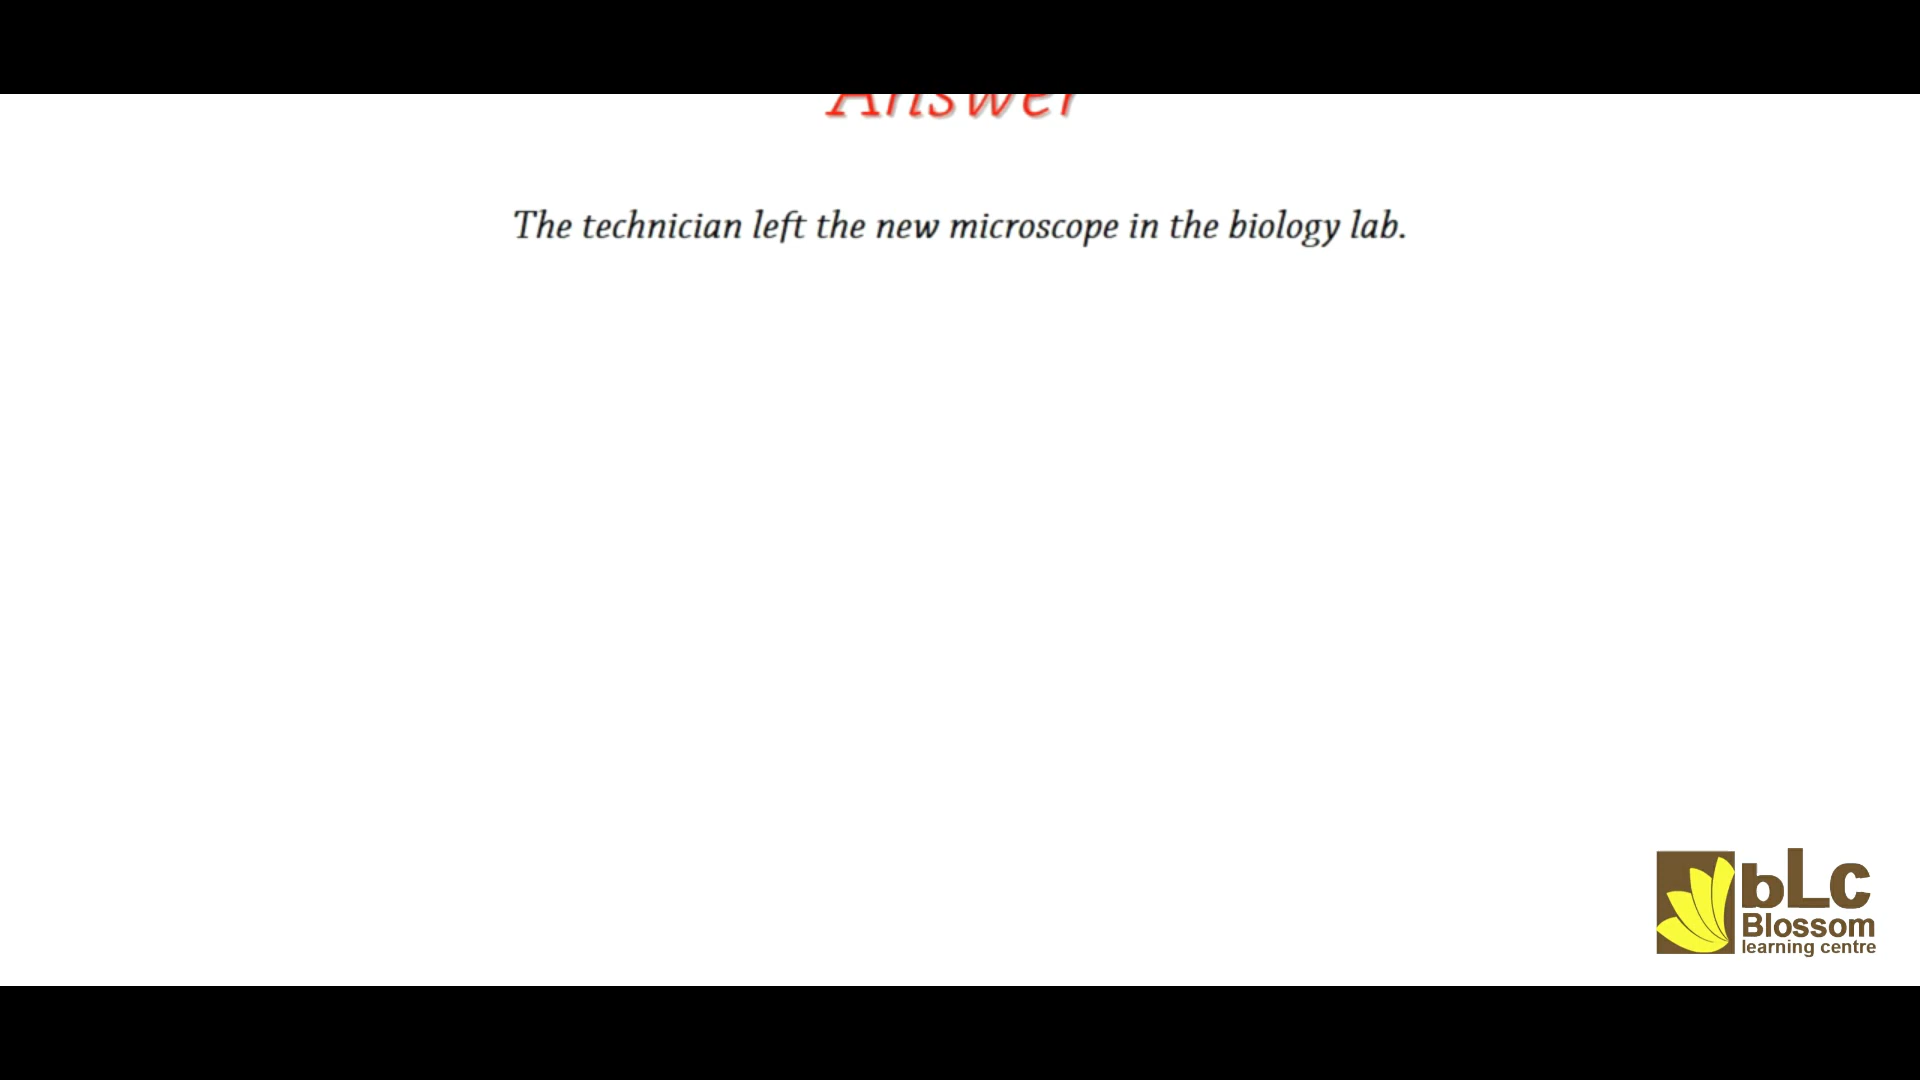 Answer
The technician left the new microscope in the biology lab.
bLc
Blossom
learning centre